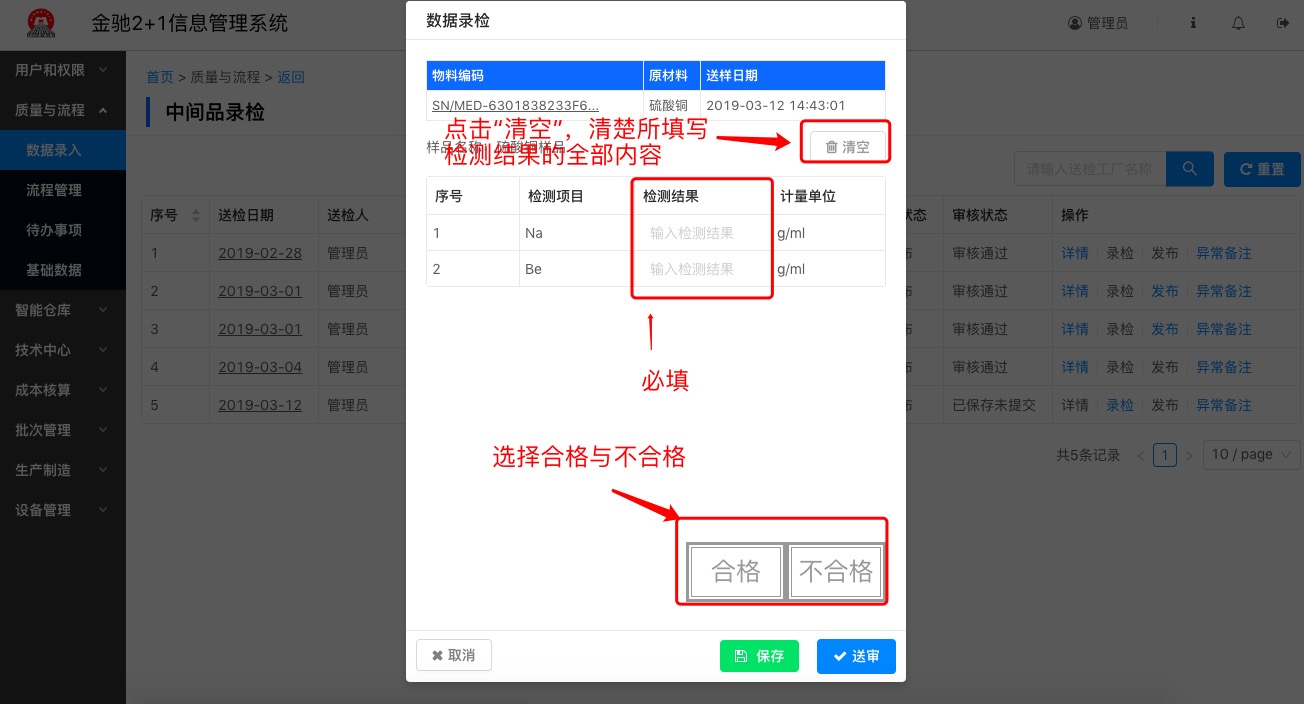 金驰2+1信息管理系统
管理员
用户和权限
质量与流程
数据录入
流程管理
待办事项
基础数据
智能仓库
技术中心
成本核算
批次管理
生产制造
设备管理
首页 > 质量与流程 > 返回
中间品录检
请输入送检工厂名称
重置
序号 送检日期 送检人 状态 审核状态 操作
1 2019-02-28 管理员 审核通过 详情 录检 发布 异常备注
2 2019-03-01 管理员 审核通过 详情 录检 发布 异常备注
3 2019-03-01 管理员 审核通过 详情 录检 发布 异常备注
4 2019-03-04 管理员 审核通过 详情 录检 发布 异常备注
5 2019-03-12 管理员 已保存未提交 详情 录检 发布 异常备注
共5条记录 < 1 > 10 / page
数据录检
物料编码 原材料 送样日期
SN/MED-6301838233F6... 硫酸铜 2019-03-12 14:43:01
点击“清空”，清楚所填写
检测结果的全部内容
样品名称：硫酸铜样品
清空
序号 检测项目 检测结果 计量单位
1 Na 输入检测结果 g/ml
2 Be 输入检测结果 g/ml
必填
选择合格与不合格
合格 不合格
取消 保存 送审